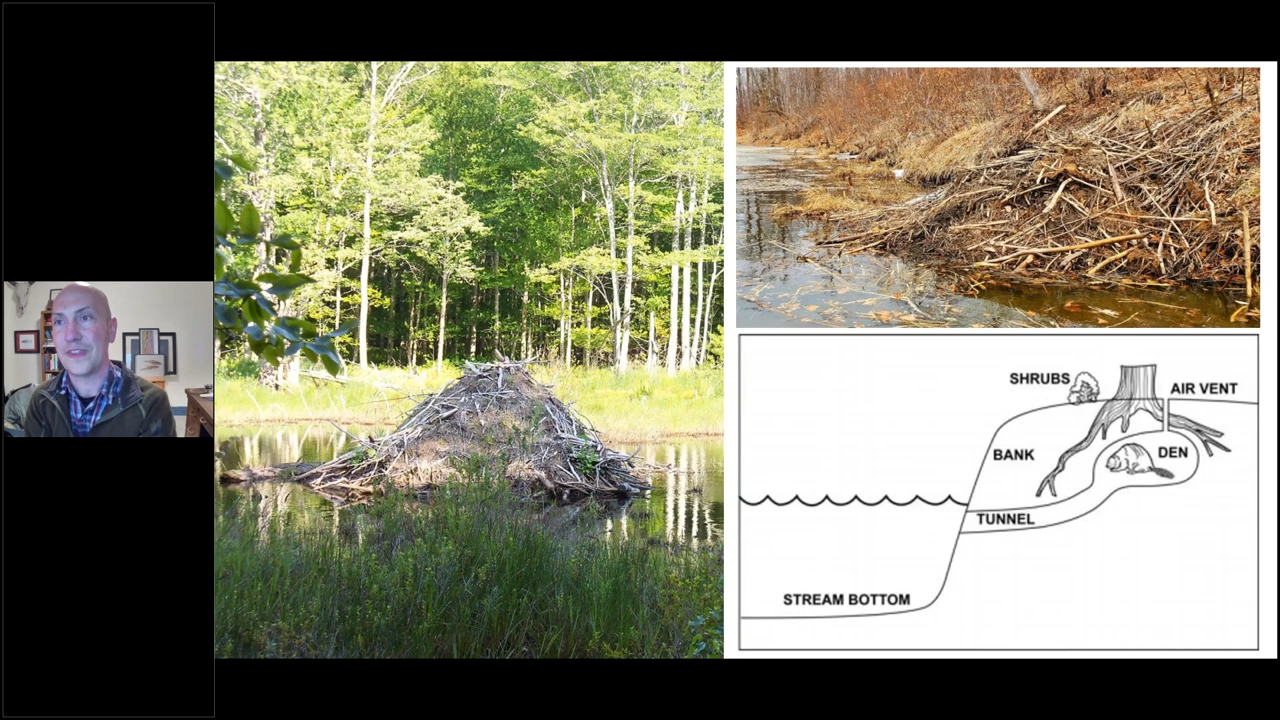 SHRUBS
AIR VENT
BANK
DEN
TUNNEL
STREAM BOTTOM